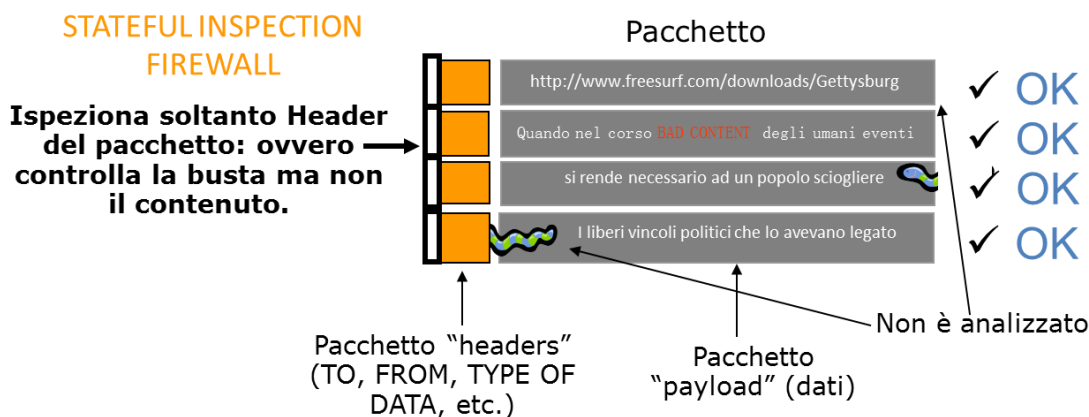 STATEFUL INSPECTION
FIREWALL
Ispeziona soltanto Header
del pacchetto: ovvero
controlla la busta ma non
il contenuto.
Pacchetto
http://www.freesurf.com/downloads/Gettysburg
OK
Quando nel corso BAD CONTENT degli umani eventi
OK
si rende necessario ad un popolo sciogliere
OK
I liberi vincoli politici che lo avevano legato
OK
Non è analizzato
Pacchetto "headers"
(TO, FROM, TYPE OF
DATA, etc.)
Pacchetto
"payload" (dati)